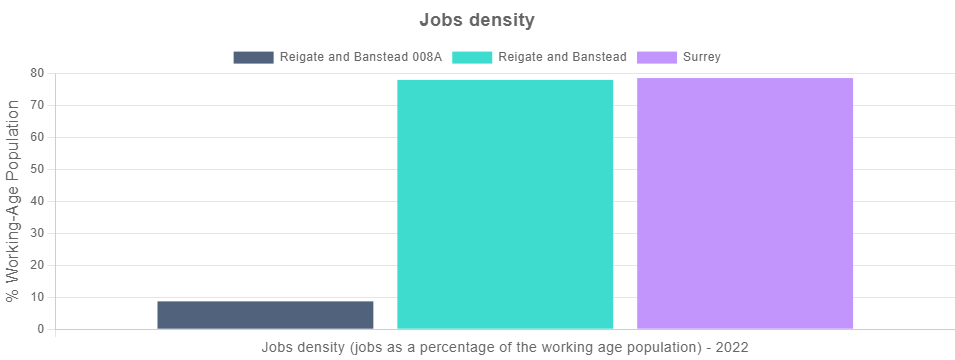 Jobs density
Reigate and Banstead 008A Reigate and Banstead Surrey
% Working-Age Population
80
70
60
50
40
30
20
10
0
Jobs density (jobs as a percentage of the working age population) - 2022